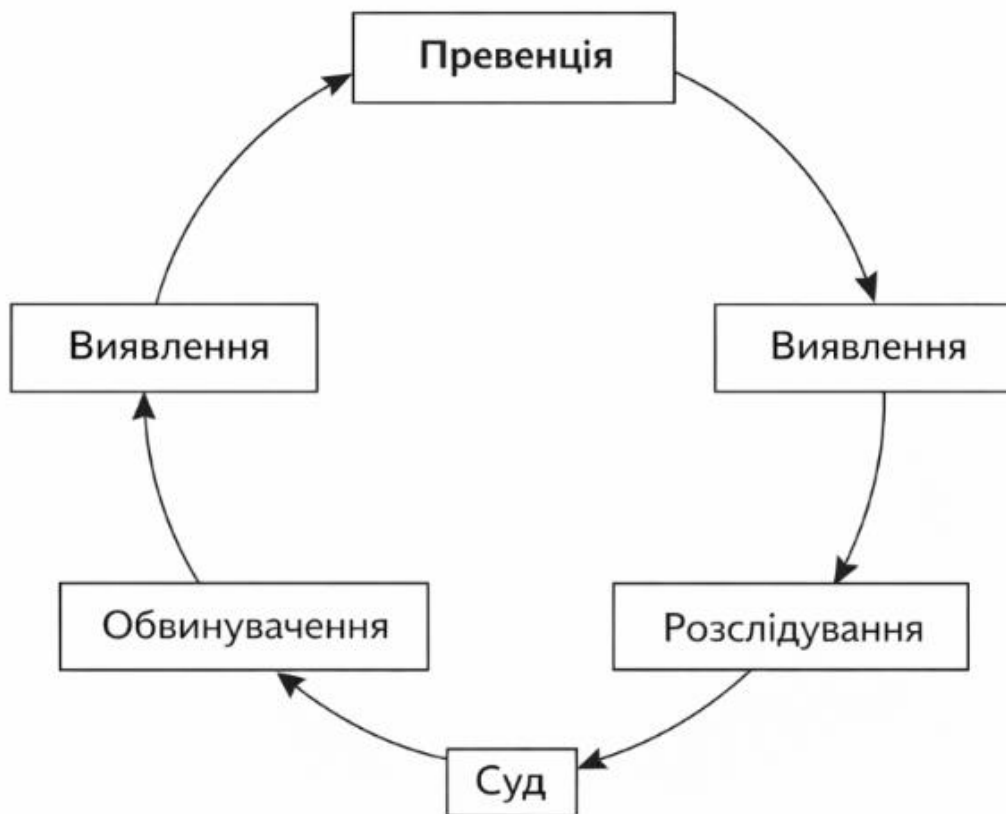 Превенція
Виявлення
Виявлення
Обвинувачення
Розслідування
Суд